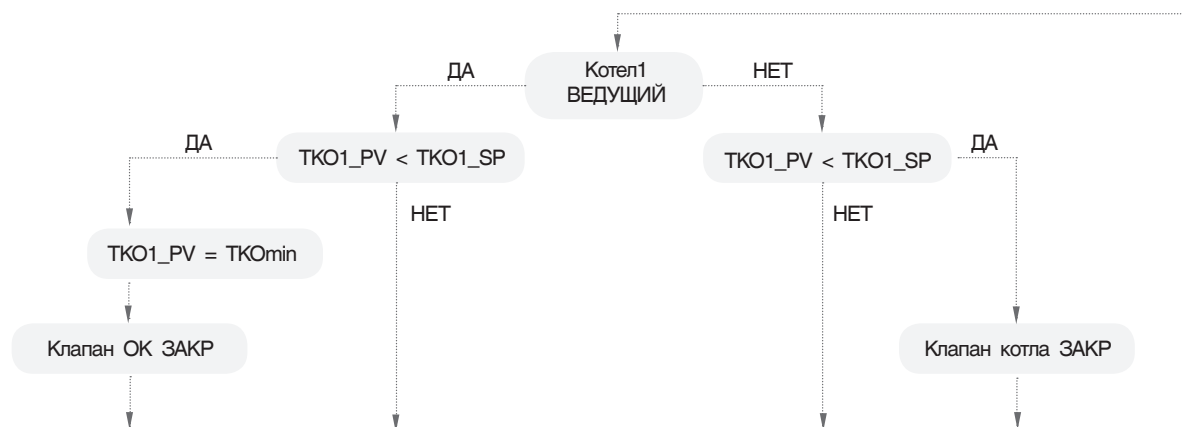 Котел1
ВЕДУЩИЙ
ДА
НЕТ
ДА
TKO1_PV < TKO1_SP
TKO1_PV < TKO1_SP
ДА
НЕТ
НЕТ
TKO1_PV = TKOmin
Клапан ОК ЗАКР
Клапан котла ЗАКР